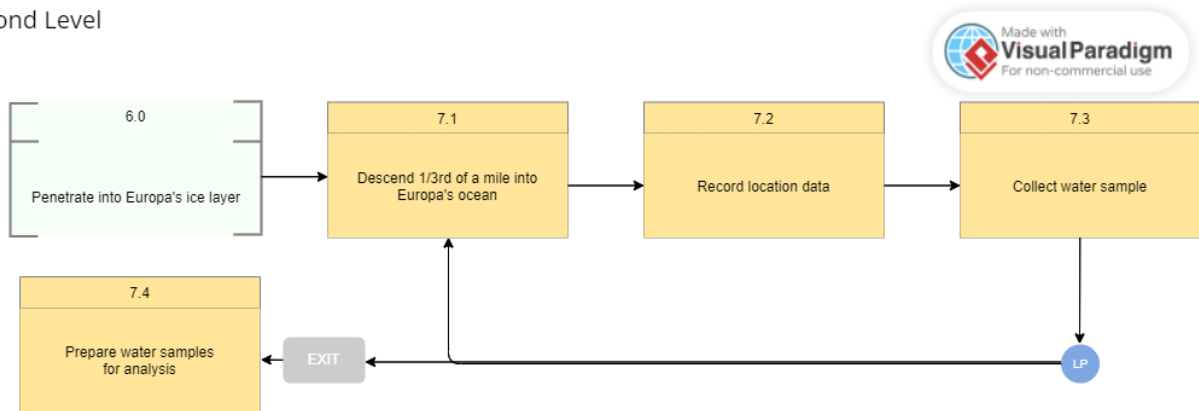 ond Level
Made with
Visual Paradigm
For non-commercial use
6.0
Penetrate into Europa's ice layer
7.1
Descend 1/3rd of a mile into
Europa's ocean
7.2
Record location data
7.3
Collect water sample
7.4
Prepare water samples
for analysis
EXIT
LP